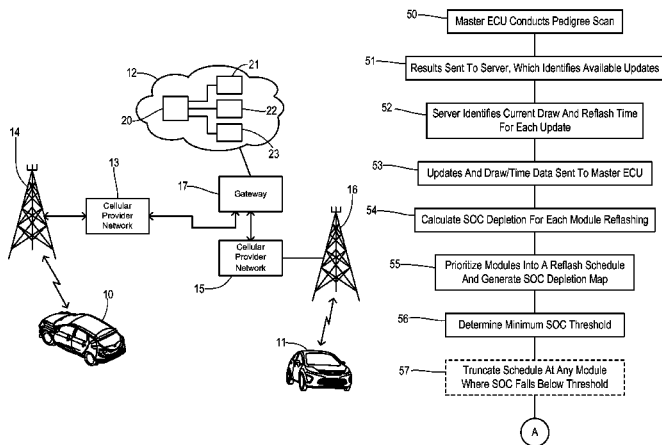 12
21
20
22
23
14
13
Cellular
Provider
Network
17
Gateway
16
Cellular
Provider
Network
15
10
11
50
Master ECU Conducts Pedigree Scan
51
Results Sent To Server, Which Identifies Available Updates
52
Server Identifies Current Draw And Reflash Time
For Each Update
53
Updates And Draw/Time Data Sent To Master ECU
54
Calculate SOC Depletion For Each Module Reflashing
55
Prioritize Modules Into A Reflash Schedule
And Generate SOC Depletion Map
56
Determine Minimum SOC Threshold
57
Truncate Schedule At Any Module
Where SOC Falls Below Threshold
A